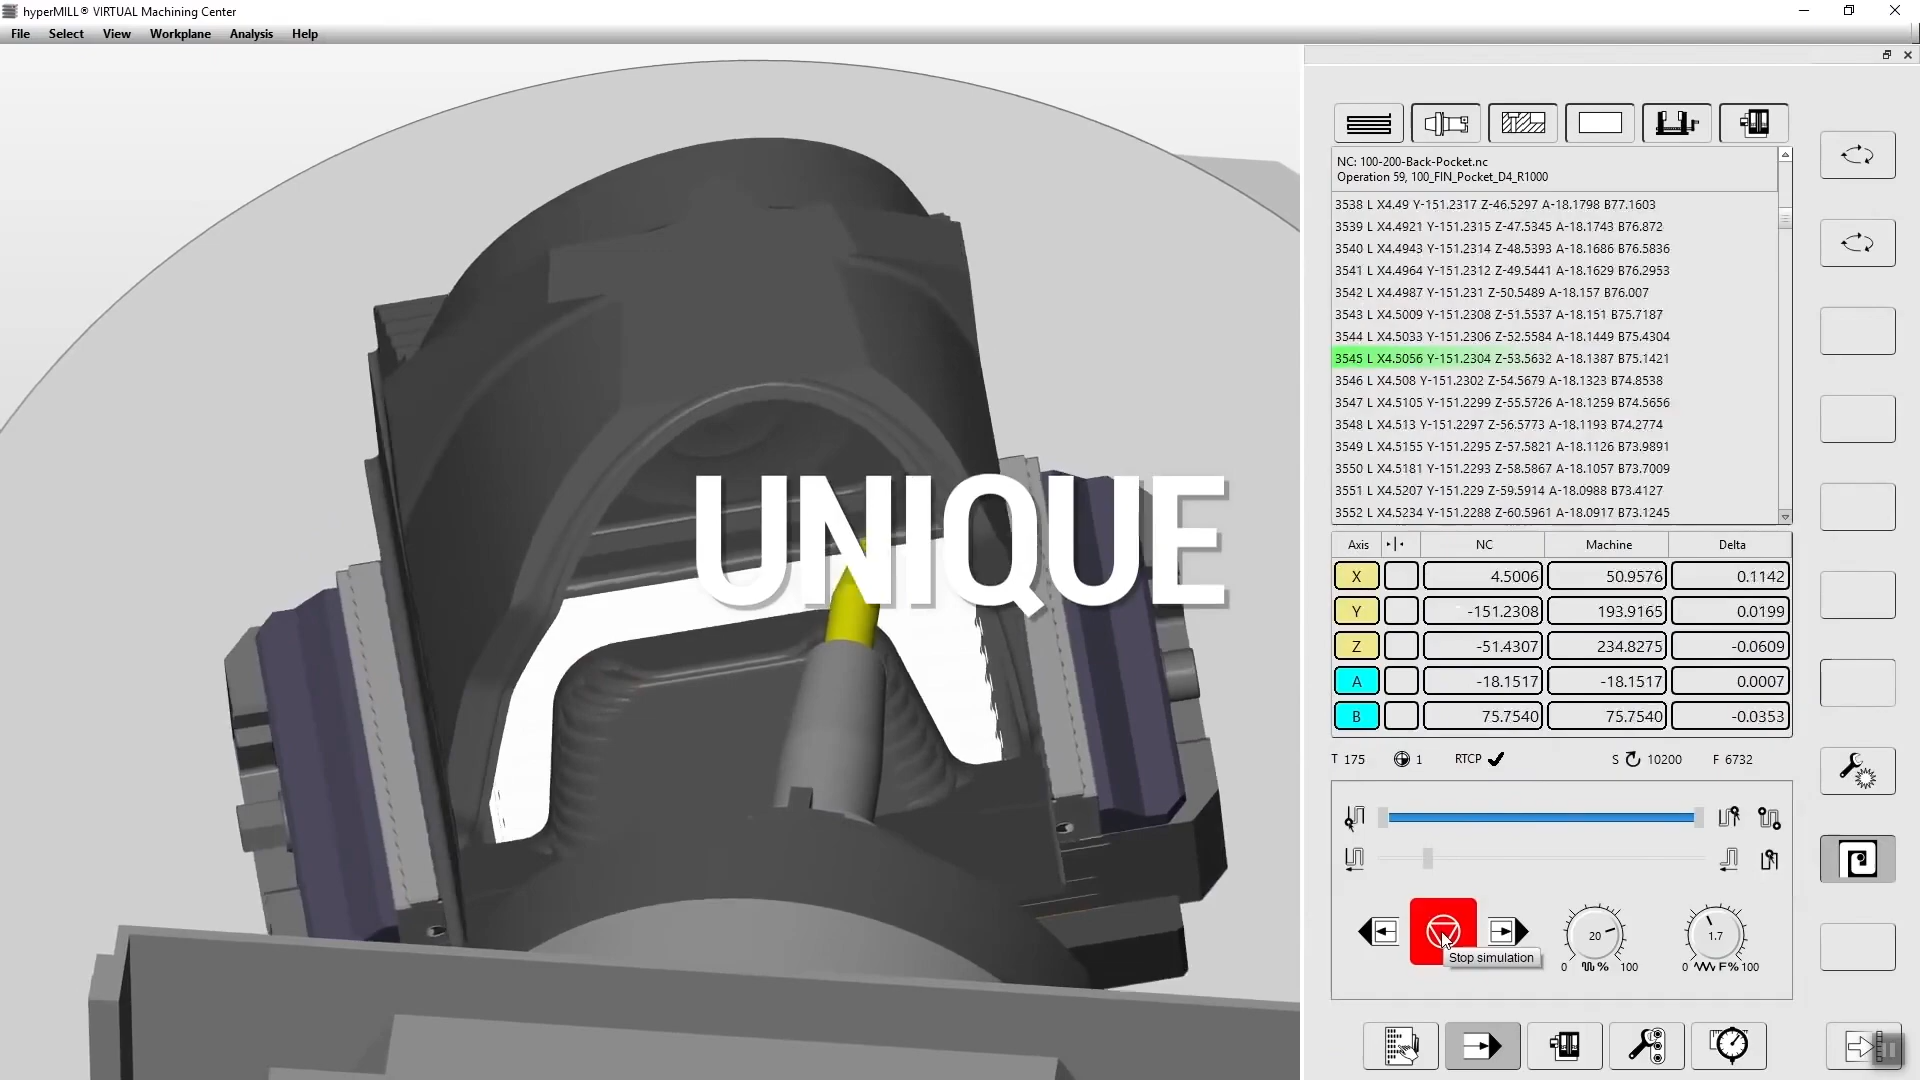 hyperMILL® VIRTUAL Machining Center
File Select View Workplane Analysis Help
NC: 100-200-Back-Pocket.nc
Operation 59, 100_FIN_Pocket_D4_R1000
3538 L X4.49 Y-151.2317 Z-46.5297 A-18.1798 B77.1603
3539 L X4.4921 Y-151.2315 Z-47.5345 A-18.1743 B76.872
3540 L X4.4943 Y-151.2314 Z-48.5393 A-18.1686 B76.5836
3541 L X4.4964 Y-151.2312 Z-49.5441 A-18.1629 B76.2953
3542 L X4.4987 Y-151.231 Z-50.5489 A-18.157 B76.007
3543 L X4.5009 Y-151.2308 Z-51.5537 A-18.151 B75.7187
3544 L X4.5033 Y-151.2306 Z-52.5584 A-18.1449 B75.4304
3545 L X4.5056 Y-151.2304 Z-53.5632 A-18.1387 B75.1421
3546 L X4.508 Y-151.2302 Z-54.5679 A-18.1323 B74.8538
3547 L X4.5105 Y-151.2299 Z-55.5726 A-18.1259 B74.5656
3548 L X4.513 Y-151.2297 Z-56.5773 A-18.1193 B74.2774
3549 L X4.5155 Y-151.2295 Z-57.5821 A-18.1126 B73.9891
3550 L X4.5181 Y-151.2293 Z-58.5867 A-18.1057 B73.7009
3551 L X4.5207 Y-151.229 Z-59.5914 A-18.0988 B73.4127
3552 L X4.5234 Y-151.2288 Z-60.5961 A-18.0917 B73.1245
UNIQUE
Axis NC Machine Delta
X 4.5006 50.9576 0.1142
Y -151.2308 193.9165 0.0199
Z -51.4307 234.8275 -0.0609
A -18.1517 -18.1517 0.0007
B 75.7540 75.7540 -0.0353
T 175 1 RTCP S 10200 F 6732
20 1.7
Stop simulation
0 % 100 0 F% 100